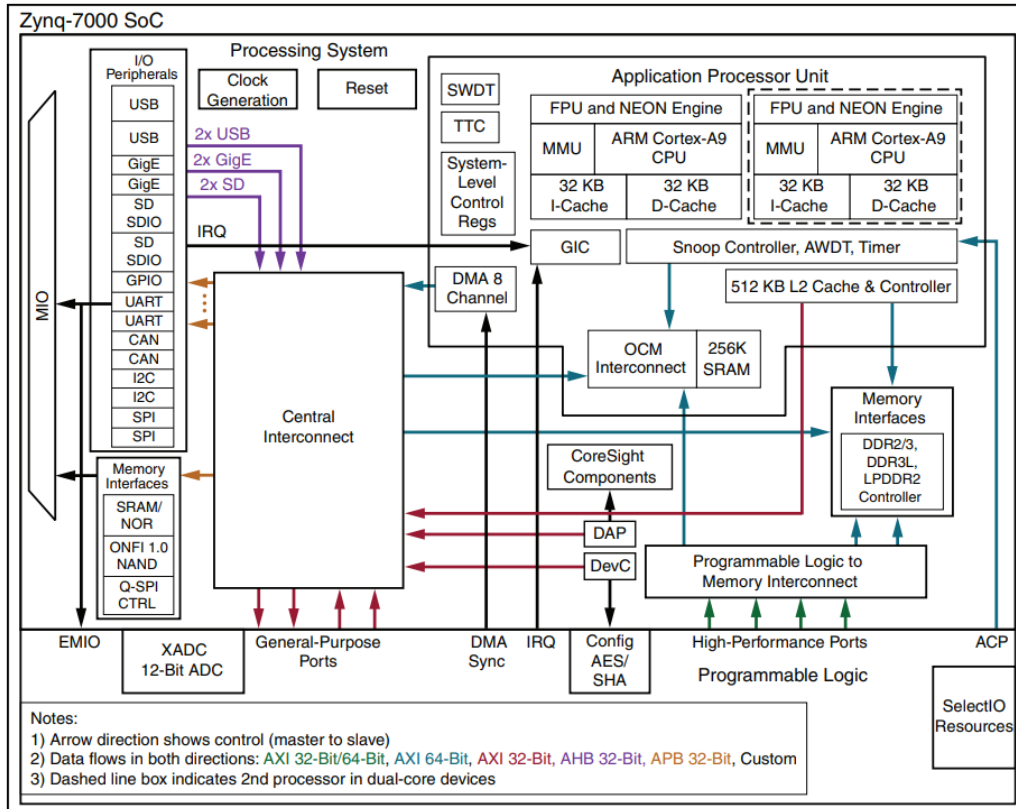 Zynq-7000 SoC
Processing System
I/O
Peripherals
USB
USB
GigE
GigE
SD
SDIO
SD
SDIO
GPIO
UART
UART
CAN
CAN
I2C
I2C
SPI
SPI
MIO
Clock
Generation
Reset
2x USB
2x GigE
2x SD
IRQ
Application Processor Unit
SWDT
TTC
System-
Level
Control
Regs
FPU and NEON Engine
MMU
ARM Cortex-A9
CPU
32 KB
I-Cache
32 KB
D-Cache
FPU and NEON Engine
MMU
ARM Cortex-A9
CPU
32 KB
I-Cache
32 KB
D-Cache
GIC
Snoop Controller, AWDT, Timer
DMA 8
Channel
512 KB L2 Cache & Controller
OCM
Interconnect
256K
SRAM
Central
Interconnect
Memory
Interfaces
DDR2/3,
DDR3L,
LPDDR2
Controller
CoreSight
Components
DAP
DevC
Programmable Logic to
Memory Interconnect
Memory
Interfaces
SRAM/
NOR
ONFI 1.0
NAND
Q-SPI
CTRL
EMIO
XADC
12-Bit ADC
General-Purpose
Ports
DMA
Sync
IRQ
Config
AES/
SHA
High-Performance Ports
ACP
Programmable Logic
SelectIO
Resources
Notes:
1) Arrow direction shows control (master to slave)
2) Data flows in both directions: AXI 32-Bit/64-Bit, AXI 64-Bit, AXI 32-Bit, AHB 32-Bit, APB 32-Bit, Custom
3) Dashed line box indicates 2nd processor in dual-core devices